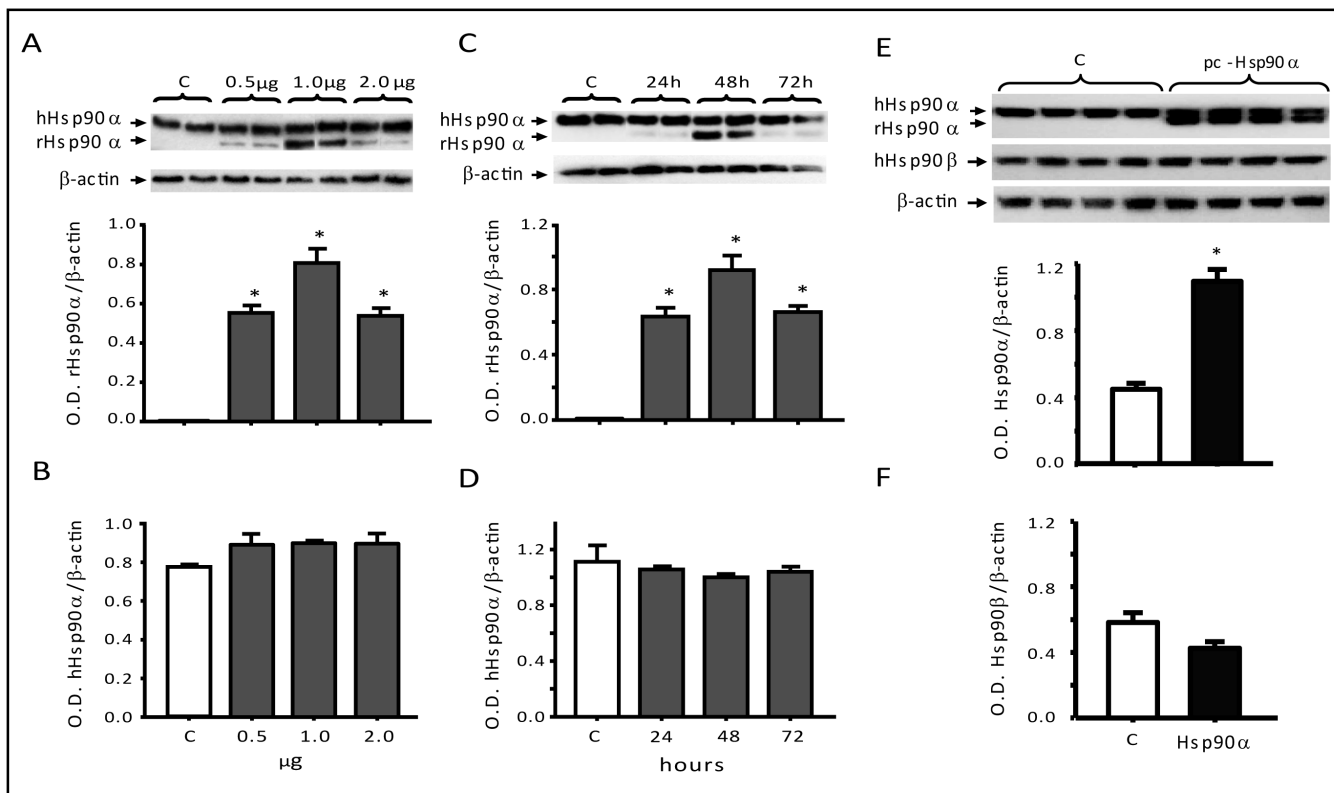 A
C 0.5µg 1.0µg 2.0 µg
hHsp90α
rHsp90α
β-actin
O.D. rHsp90α/β-actin
1.0
0.8
0.6
0.4
0.2
0.0
* * *
B
O.D. hHsp90α/β-actin
1.0
0.8
0.8
0.4
0.2
0.0
C 0.5 1.0 2.0
µg
C
C 24h 48h 72h
hHsp90α
rHsp90α
β-actin
O.D. rHsp90α/β-actin
1.2
0.8
0.4
0.0
* * *
D
O.D. hHsp90α/β-actin
1.2
0.8
0.4
0.0
C 24 48 72
hours
E
C pc-Hsp90α
hHsp90α
rHsp90α
hHsp90β
β-actin
O.D. Hsp90α/β-actin
1.2
0.8
0.4
0.0
*
F
O.D. Hsp90β/β-actin
1.2
0.8
0.4
0.0
C Hsp90α